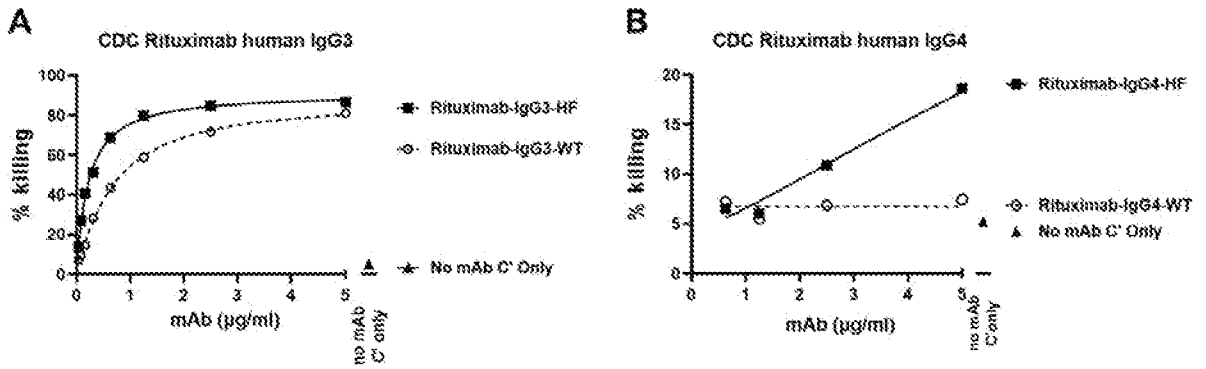 A
CDC Rituximab human IgG3
100
80
60
40
20
0
% killing
0 1 2 3 4 5
mAb (µg/ml)
no mAb
C' only
Rituximab-IgG3-HF
Rituximab-IgG3-WT
No mAb C' Only
B
CDC Rituximab human IgG4
20
15
10
5
0
% killing
0 1 2 3 4 5
mAb (µg/ml)
no mAb
C' only
Rituximab-IgG4-HF
Rituximab-IgG4-WT
No mAb C' Only